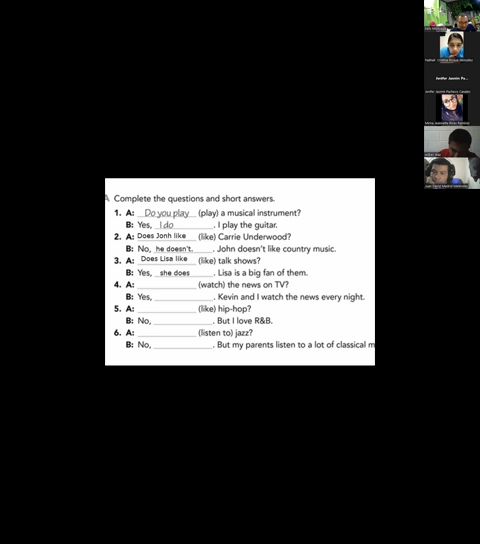 A Complete the questions and short answers.
1. A: Do you play (play) a musical instrument?
B: Yes, I do . I play the guitar.
2. A: Does Jonh like (like) Carrie Underwood?
B: No, he doesn't. . John doesn't like country music.
3. A: Does Lisa like (like) talk shows?
B: Yes, she does . Lisa is a big fan of them.
4. A: (watch) the news on TV?
B: Yes, . Kevin and I watch the news every night.
5. A: (like) hip-hop?
B: No, . But I love R&B.
6. A: (listen to) jazz?
B: No, . But my parents listen to a lot of classical m
Jenifer Jasmin Pa...